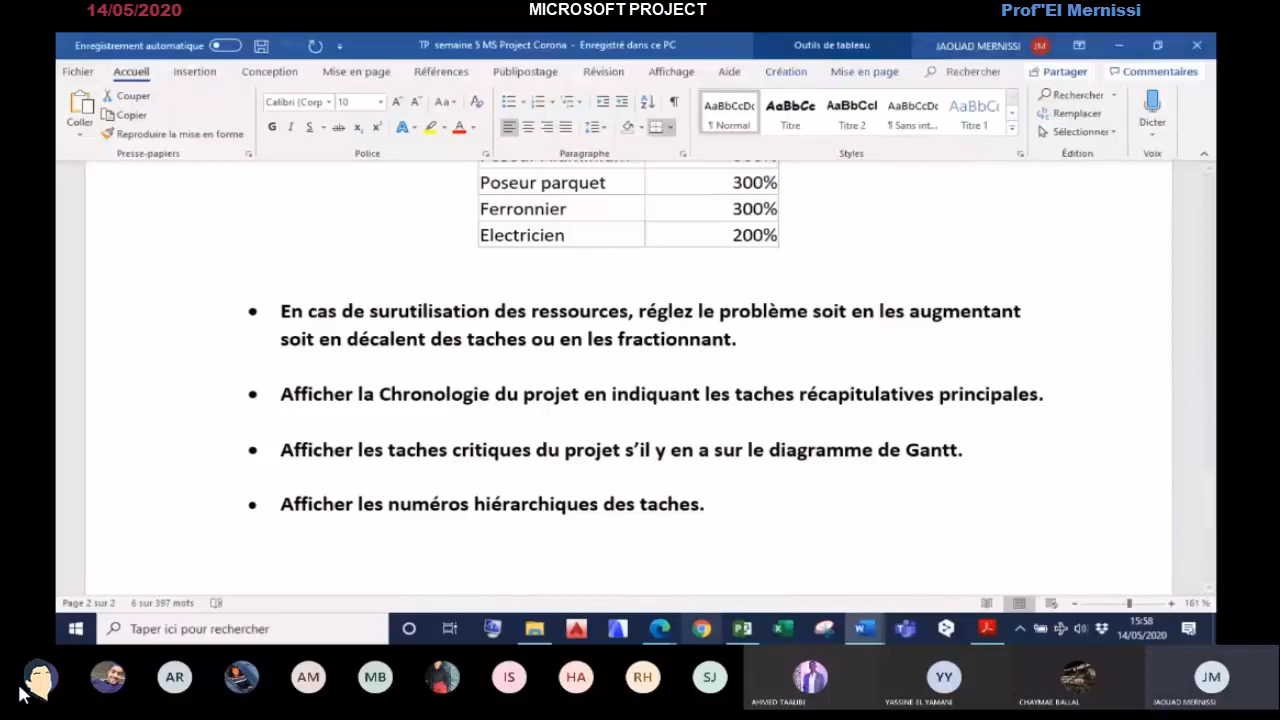 14/05/2020 MICROSOFT PROJECT Prof"El Mernissi
Enregistrement automatique TP semaine 5 MS Project Corona - Enregistré dans ce PC Outils de tableau JAOUAD MERNISSI JM
Fichier Accueil Insertion Conception Mise en page Références Publipostage Révision Affichage Aide Création Mise en page Rechercher Partager Commentaires
Coller
Couper
Copier
Reproduire la mise en forme
Calibri (Corp 10
G I S ab x x A A
AaBbCcDc AaBbCc AaBbCcI AaBbCcDc AaBbCc
¶ Normal Titre Titre 2 ¶ Sans int... Titre 1
Rechercher
Remplacer
Sélectionner
Dicter
Presse-papiers Police Paragraphe Styles Édition Voix
Poseur parquet 300%
Ferronnier 300%
Electricien 200%
• En cas de surutilisation des ressources, réglez le problème soit en les augmentant
soit en décalent des taches ou en les fractionnant.
• Afficher la Chronologie du projet en indiquant les taches récapitulatives principales.
• Afficher les taches critiques du projet s'il y en a sur le diagramme de Gantt.
• Afficher les numéros hiérarchiques des taches.
Page 2 sur 2 6 sur 397 mots 161 %
Taper ici pour rechercher
15:58
14/05/2020
AR AM MB IS HA RH SJ YY JM
AHMED TAALIBI YASSINE EL YAMANI CHAYMAE BALLAL JAOUAD MERNISSI